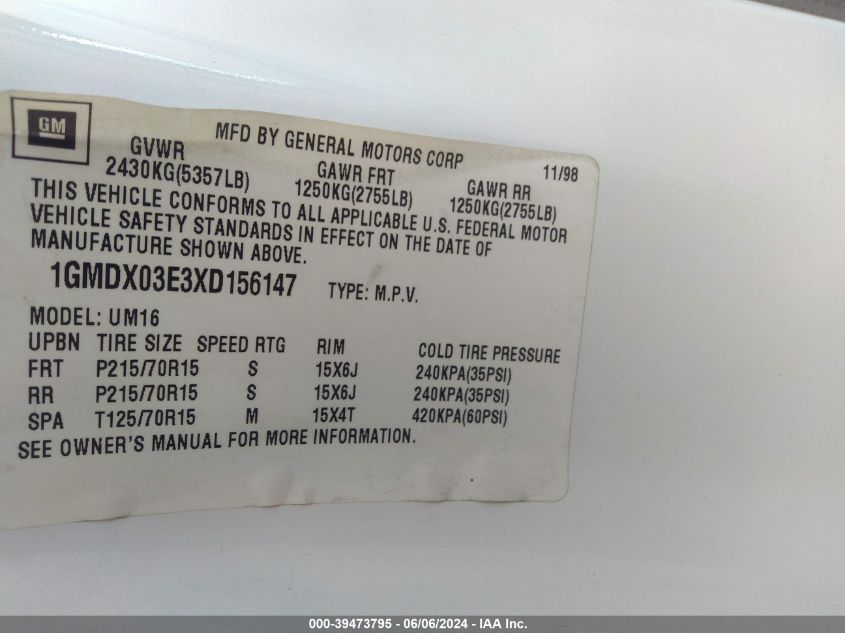 GM
MFD BY GENERAL MOTORS CORP 11/98
GVWR GAWR FRT GAWR RR
2430KG(5357LB) 1250KG(2755LB) 1250KG(2755LB)
THIS VEHICLE CONFORMS TO ALL APPLICABLE U.S. FEDERAL MOTOR
VEHICLE SAFETY STANDARDS IN EFFECT ON THE DATE OF
MANUFACTURE SHOWN ABOVE.
1GMDX03E3XD156147 TYPE: M.P.V.
MODEL: UM16
UPBN TIRE SIZE SPEED RTG RIM COLD TIRE PRESSURE
FRT P215/70R15 S 15X6J 240KPA(35PSI)
RR P215/70R15 S 15X6J 240KPA(35PSI)
SPA T125/70R15 M 15X4T 420KPA(60PSI)
SEE OWNER'S MANUAL FOR MORE INFORMATION.
000-39473795 - 06/06/2024 - IAA Inc.